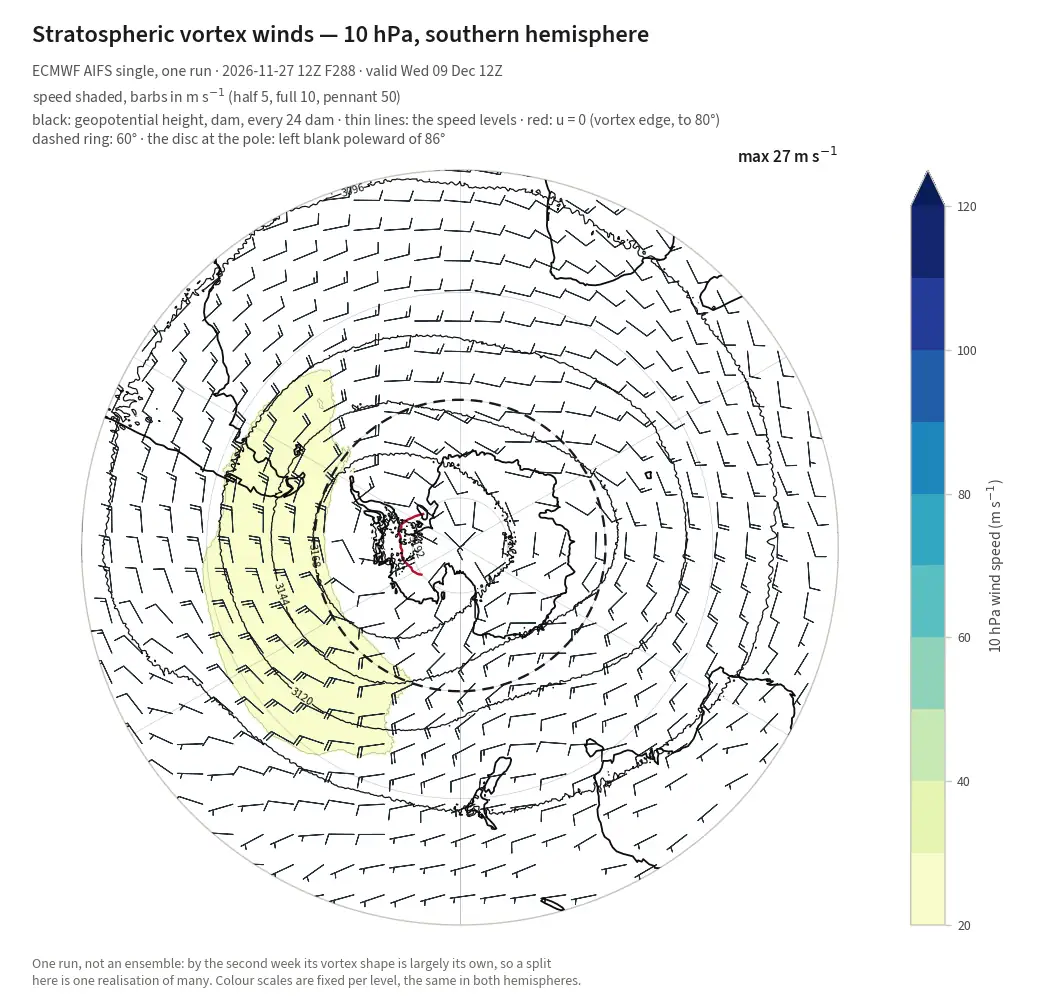 Stratospheric vortex winds — 10 hPa, southern hemisphere
ECMWF AIFS single, one run · 2026-11-27 12Z F288 · valid Wed 09 Dec 12Z
speed shaded, barbs in m s⁻¹ (half 5, full 10, pennant 50)
black: geopotential height, dam, every 24 dam · thin lines: the speed levels · red: u = 0 (vortex edge, to 80°)
dashed ring: 60° · the disc at the pole: left blank poleward of 86°
max 27 m s⁻¹
120
100
80
60
40
20
10 hPa wind speed (m s⁻¹)
3168
3144
3120
One run, not an ensemble: by the second week its vortex shape is largely its own, so a split
here is one realisation of many. Colour scales are fixed per level, the same in both hemispheres.